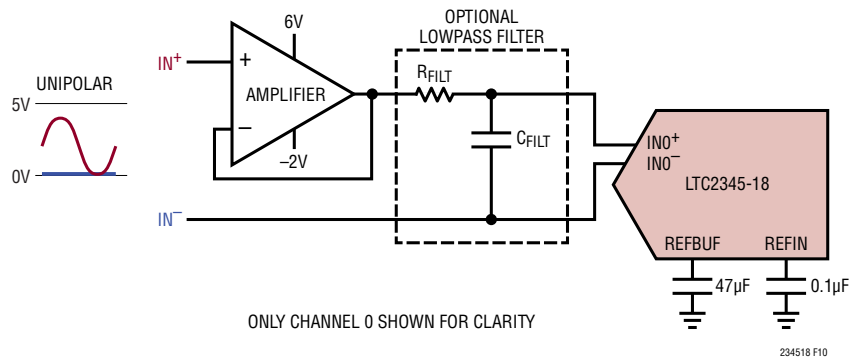 OPTIONAL
LOWPASS FILTER
6V
IN+
+
AMPLIFIER
–
–2V
RFILT
CFILT
UNIPOLAR
5V
0V
IN–
IN0+
IN0–
LTC2345-18
REFBUF
REFIN
47µF
0.1µF
ONLY CHANNEL 0 SHOWN FOR CLARITY
234518 F10